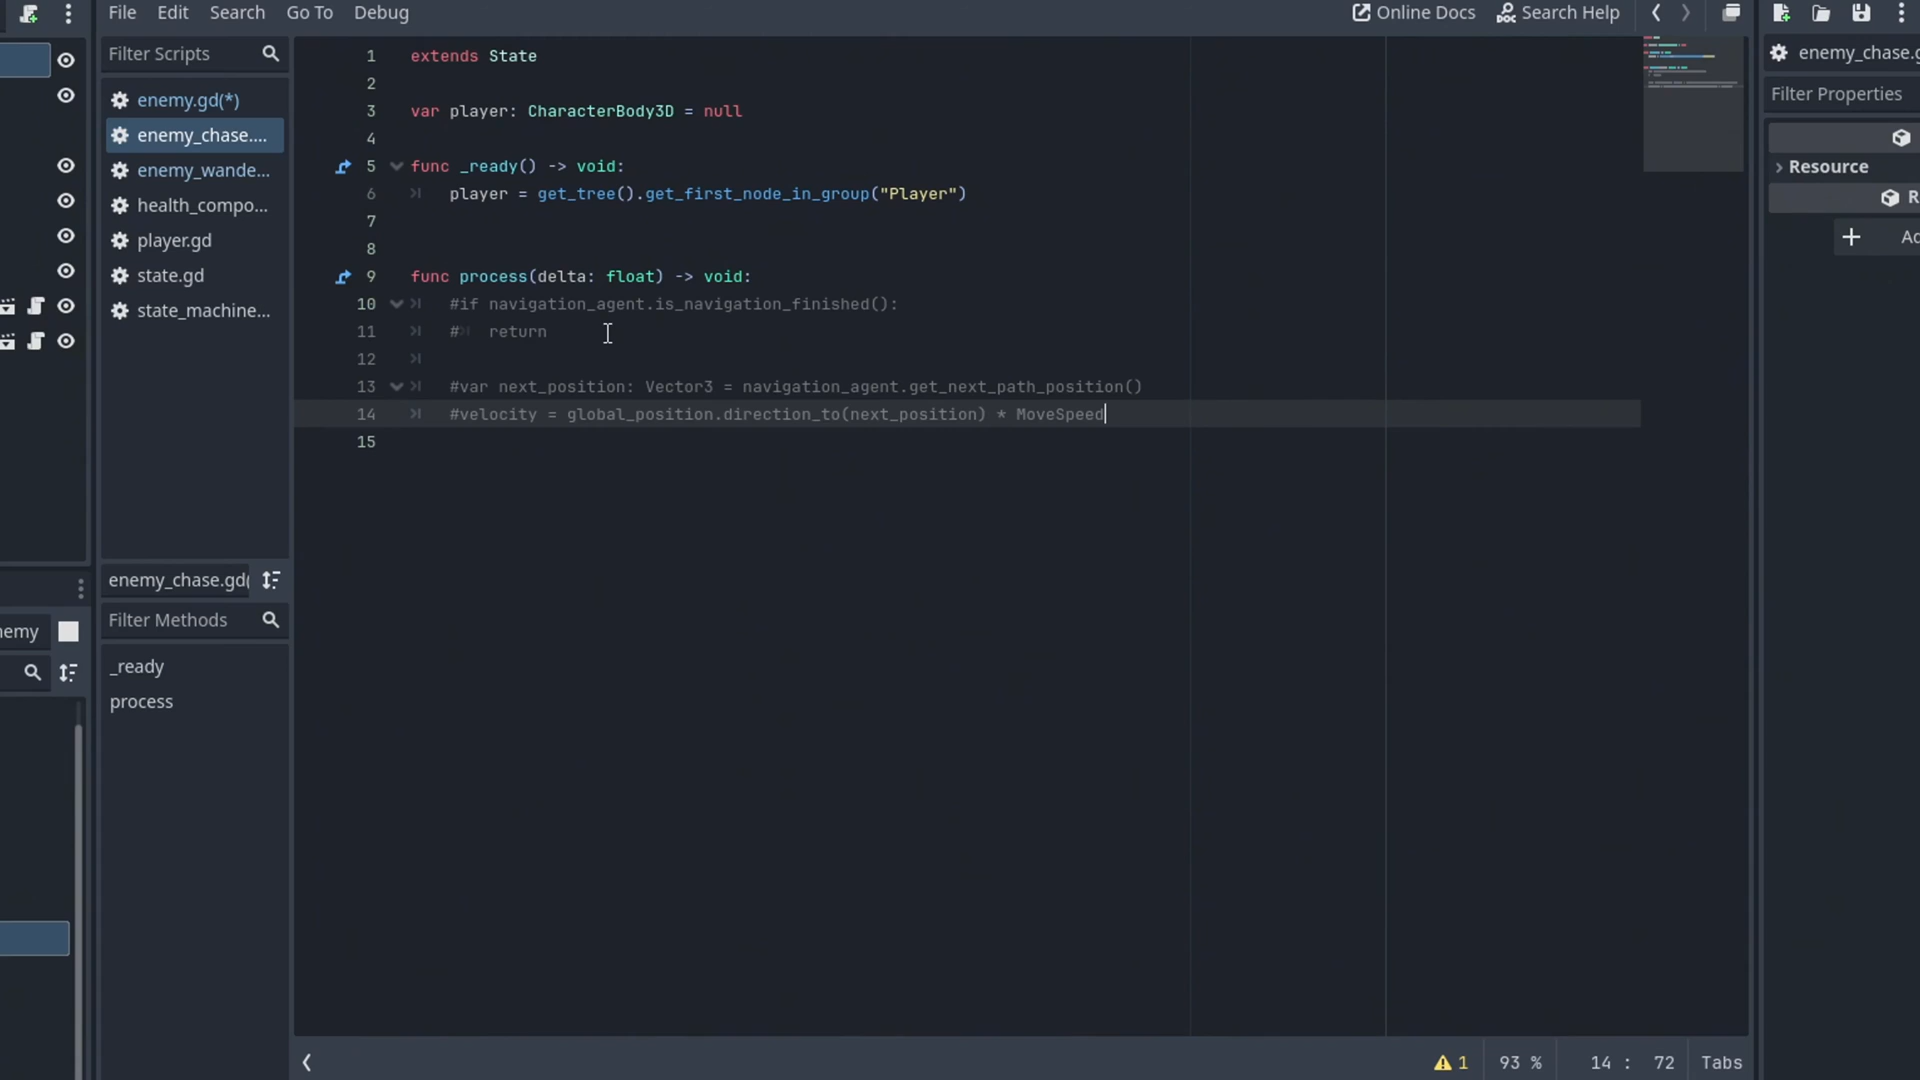 File Edit Search Go To Debug Online Docs Search Help
Filter Scripts
enemy.gd(*)
enemy_chase....
enemy_wande...
health_compo...
player.gd
state.gd
state_machine...
enemy_chase.gd(
Filter Methods
_ready
process
1 extends State
2
3 var player: CharacterBody3D = null
4
5 func _ready() -> void:
6 player = get_tree().get_first_node_in_group("Player")
7
8
9 func process(delta: float) -> void:
10 #if navigation_agent.is_navigation_finished():
11 # return
12
13 #var next_position: Vector3 = navigation_agent.get_next_path_position()
14 #velocity = global_position.direction_to(next_position) * MoveSpeed
15
1 93 % 14 : 72 Tabs
enemy_chase.g
Filter Properties
Resource
R
Ad
nemy